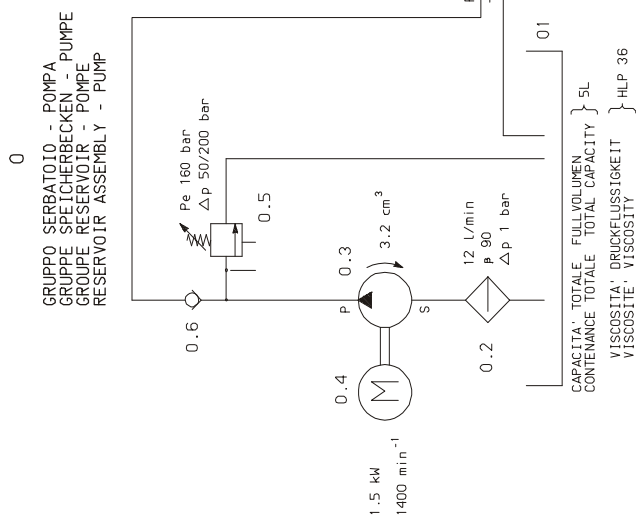 0
GRUPPO SERBATOIO - POMPA
GRUPPE SPEICHERBECKEN - PUMPE
GROUPE RESERVOIR - POMPE
RESERVOIR ASSEMBLY - PUMP
0.6
Pe 160 bar
△p 50/200 bar
0.5
0.4
M
1.5 kW
1400 min⁻¹
P
0.3
3.2 cm³
S
0.2
12 l/min
β 90
△p 1 bar
01
CAPACITA' TOTALE FULLVOLUMEN
CONTENANCE TOTALE TOTAL CAPACITY } 5L
VISCOSITA' DRUCKFLUSSIGKEIT
VISCOSITE' VISCOSITY } HLP 36